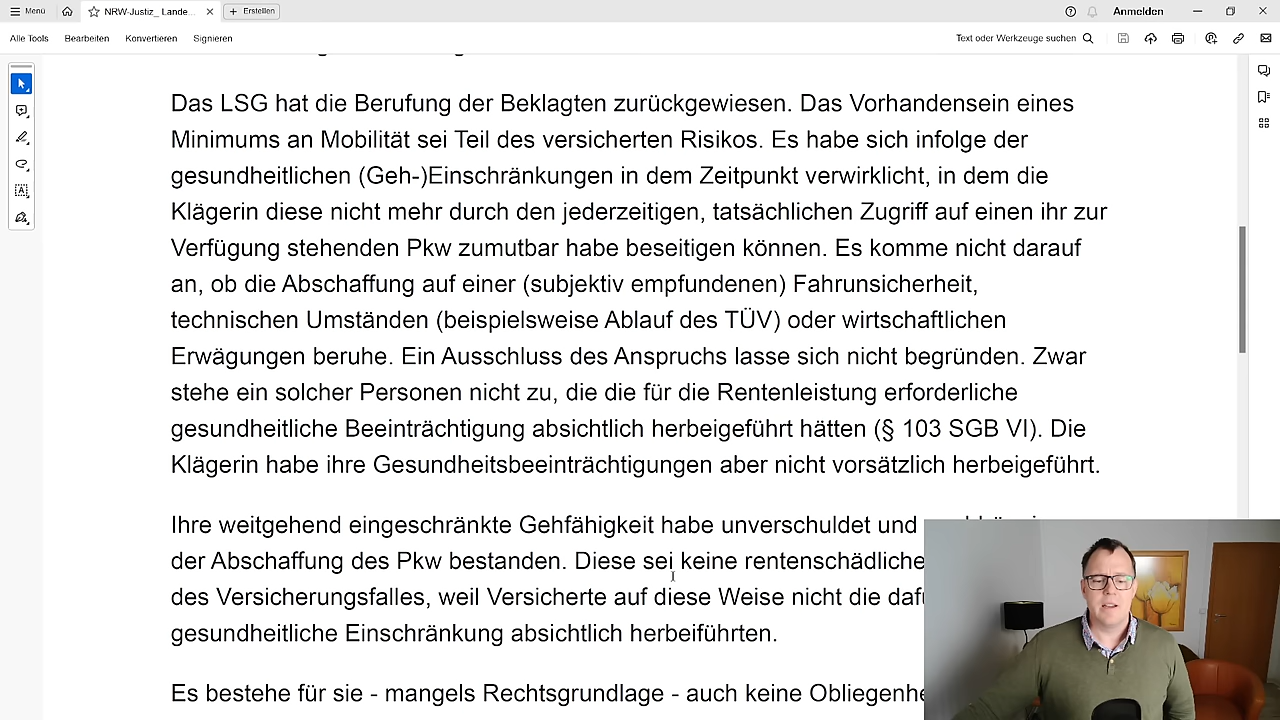 Menü
NRW-Justiz_ Lande...
Erstellen
Anmelden
Alle Tools
Bearbeiten
Konvertieren
Signieren
Text oder Werkzeuge suchen
Das LSG hat die Berufung der Beklagten zurückgewiesen. Das Vorhandensein eines
Minimums an Mobilität sei Teil des versicherten Risikos. Es habe sich infolge der
gesundheitlichen (Geh-)Einschränkungen in dem Zeitpunkt verwirklicht, in dem die
Klägerin diese nicht mehr durch den jederzeitigen, tatsächlichen Zugriff auf einen ihr zur
Verfügung stehenden Pkw zumutbar habe beseitigen können. Es komme nicht darauf
an, ob die Abschaffung auf einer (subjektiv empfundenen) Fahrunsicherheit,
technischen Umständen (beispielsweise Ablauf des TÜV) oder wirtschaftlichen
Erwägungen beruhe. Ein Ausschluss des Anspruchs lasse sich nicht begründen. Zwar
stehe ein solcher Personen nicht zu, die die für die Rentenleistung erforderliche
gesundheitliche Beeinträchtigung absichtlich herbeigeführt hätten (§ 103 SGB VI). Die
Klägerin habe ihre Gesundheitsbeeinträchtigungen aber nicht vorsätzlich herbeigeführt.
Ihre weitgehend eingeschränkte Gehfähigkeit habe unverschuldet und
der Abschaffung des Pkw bestanden. Diese sei keine rentenschädliche
des Versicherungsfalles, weil Versicherte auf diese Weise nicht die
gesundheitliche Einschränkung absichtlich herbeiführten.
Es bestehe für sie - mangels Rechtsgrundlage - auch keine